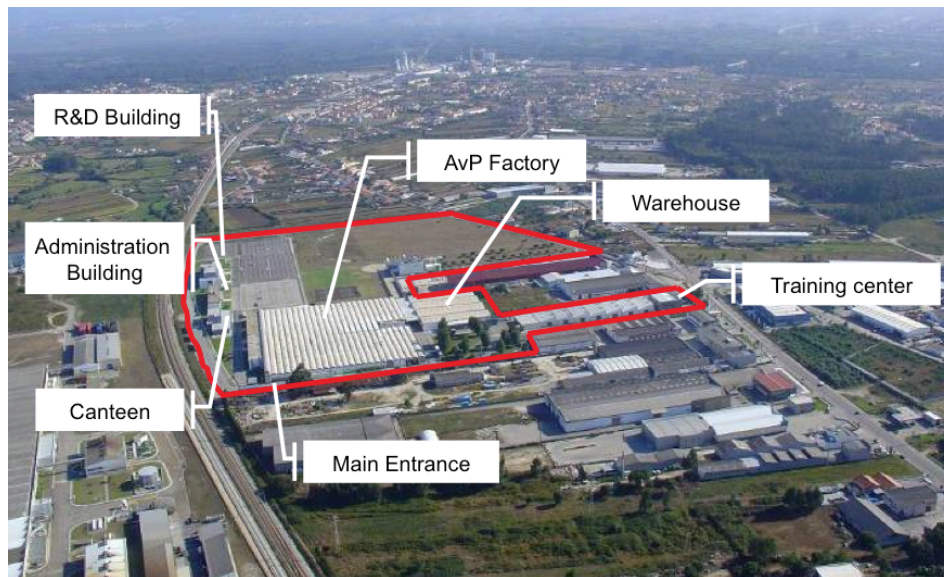 R&D Building
AvP Factory
Warehouse
Administration
Building
Training center
Canteen
Main Entrance